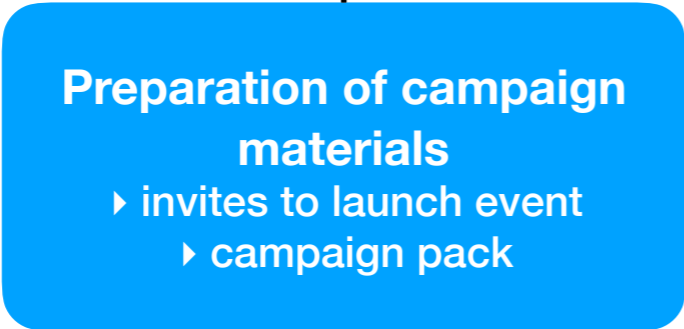 Preparation of campaign
materials
‣ invites to launch event
‣ campaign pack